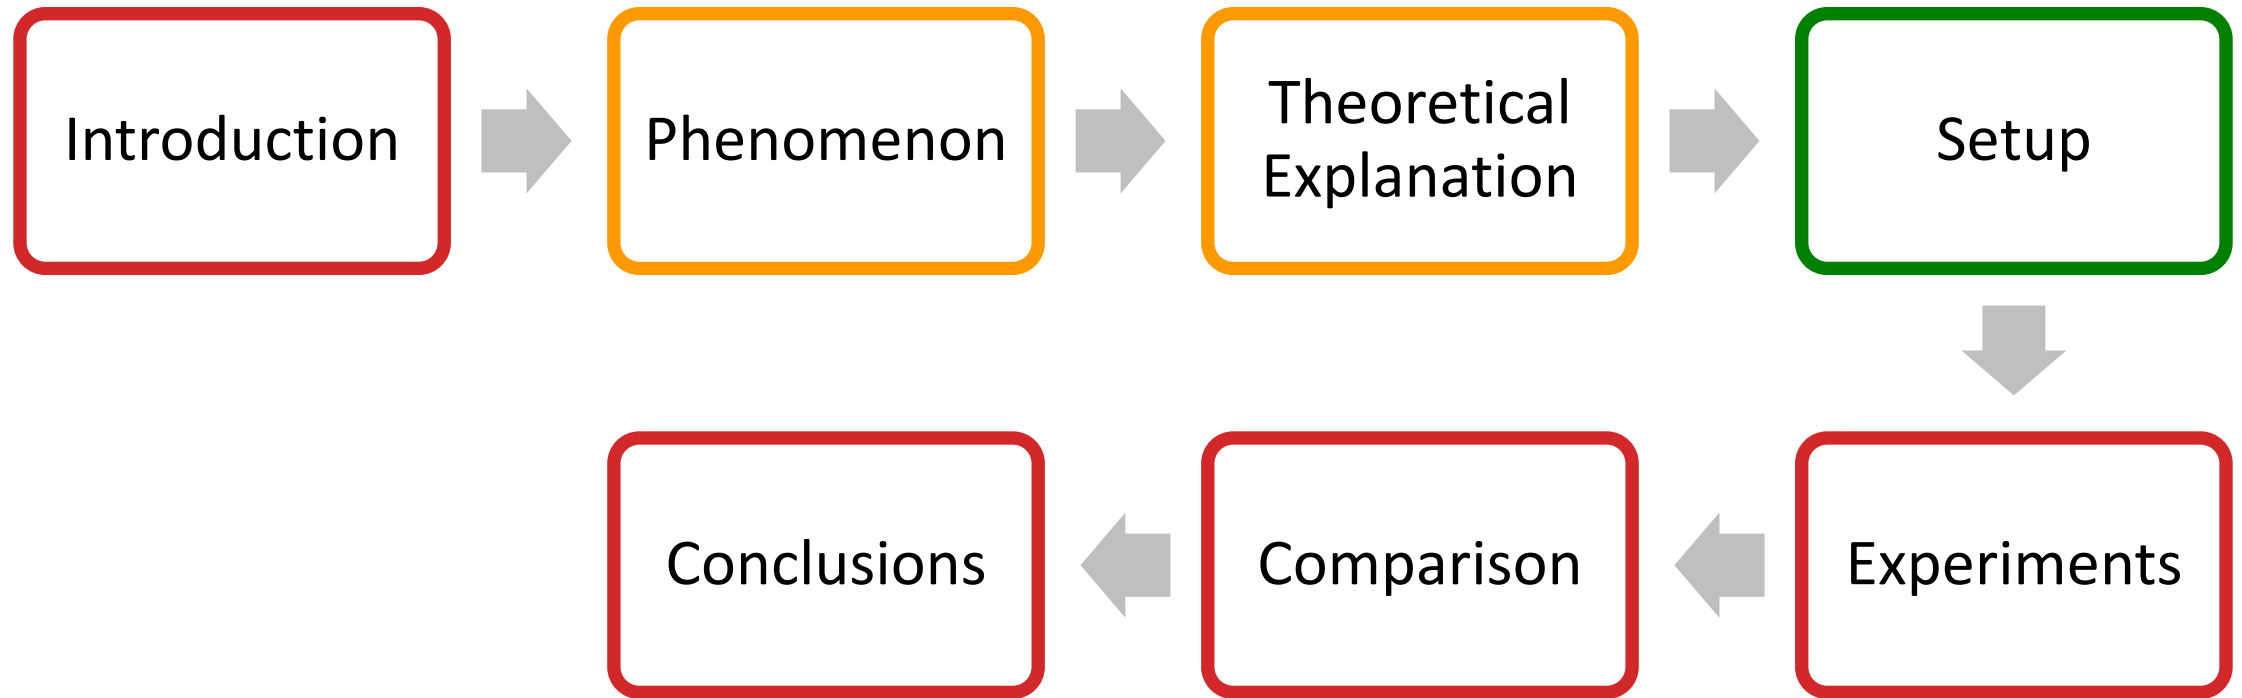 Introduction
Phenomenon
Theoretical
Explanation
Setup
Experiments
Comparison
Conclusions